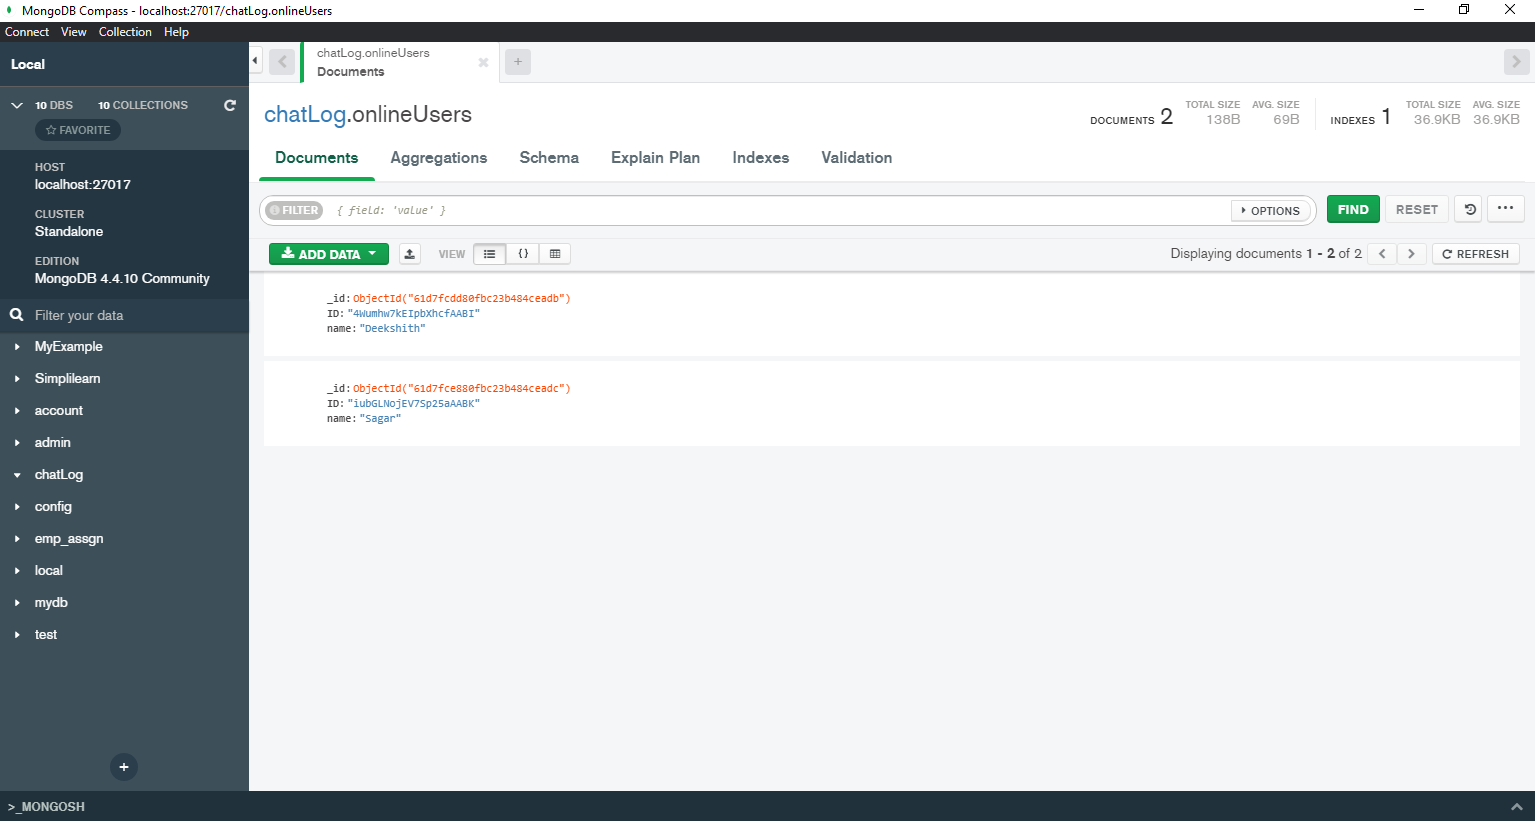 MongoDB Compass - localhost:27017/chatLog.onlineUsers
Connect View Collection Help
Local
10 DBS 10 COLLECTIONS
FAVORITE
HOST
localhost:27017
CLUSTER
Standalone
EDITION
MongoDB 4.4.10 Community
Filter your data
MyExample
Simplilearn
account
admin
chatLog
config
emp_assgn
local
mydb
test
+
chatLog.onlineUsers
Documents
+
chatLog.onlineUsers
DOCUMENTS 2 TOTAL SIZE 138B AVG. SIZE 69B INDEXES 1 TOTAL SIZE 36.9KB AVG. SIZE 36.9KB
Documents Aggregations Schema Explain Plan Indexes Validation
FILTER { field: 'value' } OPTIONS FIND RESET ...
ADD DATA VIEW {} Displaying documents 1 - 2 of 2 < > REFRESH
_id: ObjectId("61d7fcdd80fbc23b484ceadb")
ID: "4Wumhw7kEIpbXhcfAABI"
name: "Deekshith"
_id: ObjectId("61d7fce880fbc23b484ceadc")
ID: "iubGLNojEV7Sp25aAABK"
name: "Sagar"
>_MONGOSH